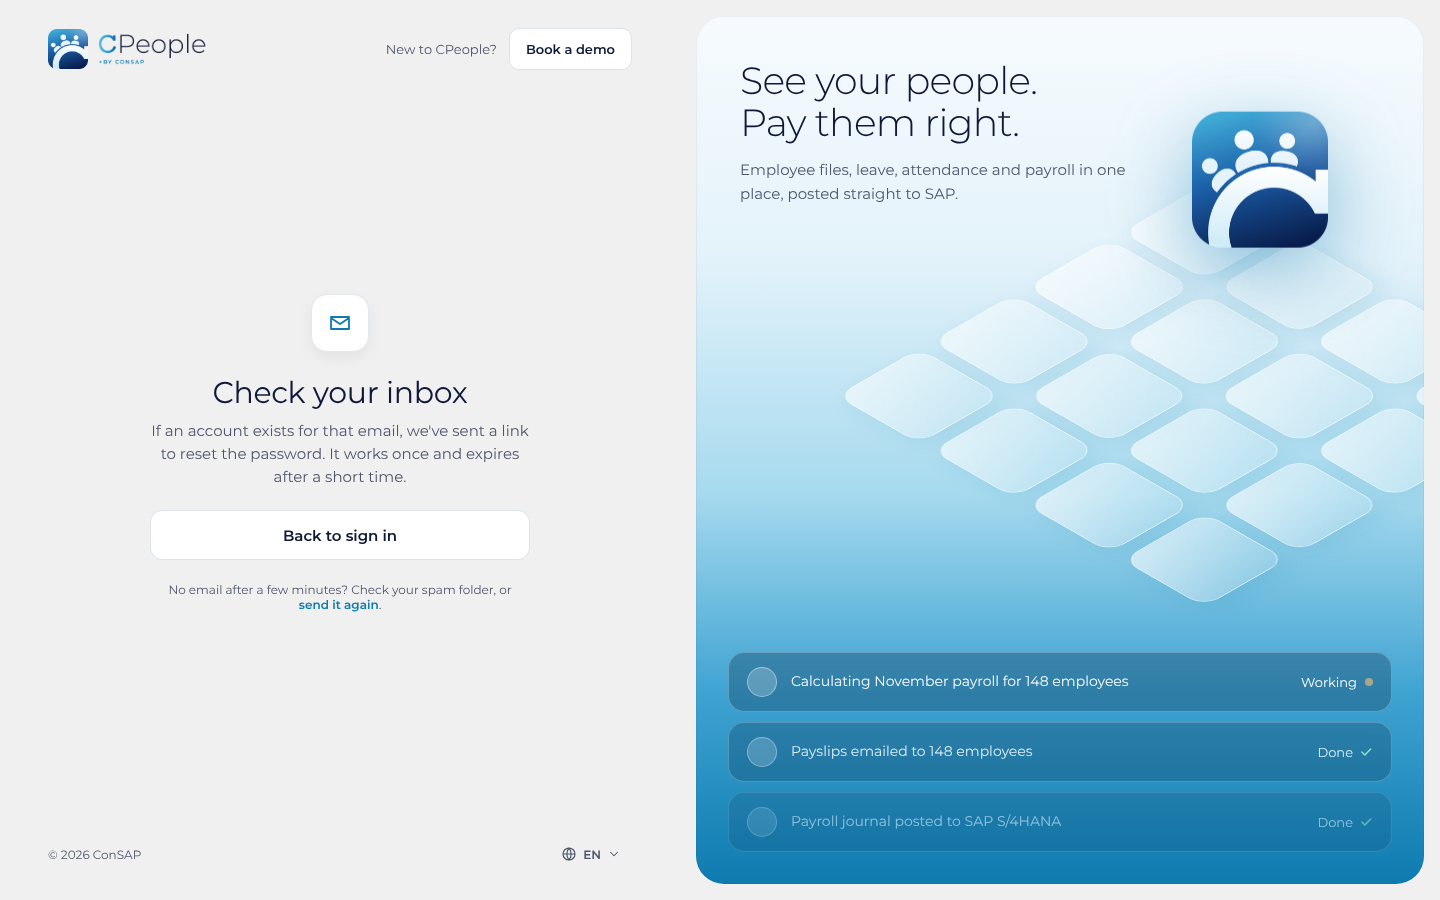 CPeople
BY CONSAP
New to CPeople?
Book a demo
Check your inbox
If an account exists for that email, we've sent a link
to reset the password. It works once and expires
after a short time.
Back to sign in
No email after a few minutes? Check your spam folder, or
send it again.
© 2026 ConSAP
EN
See your people.
Pay them right.
Employee files, leave, attendance and payroll in one
place, posted straight to SAP.
Calculating November payroll for 148 employees
Working
Payslips emailed to 148 employees
Done
Payroll journal posted to SAP S/4HANA
Done